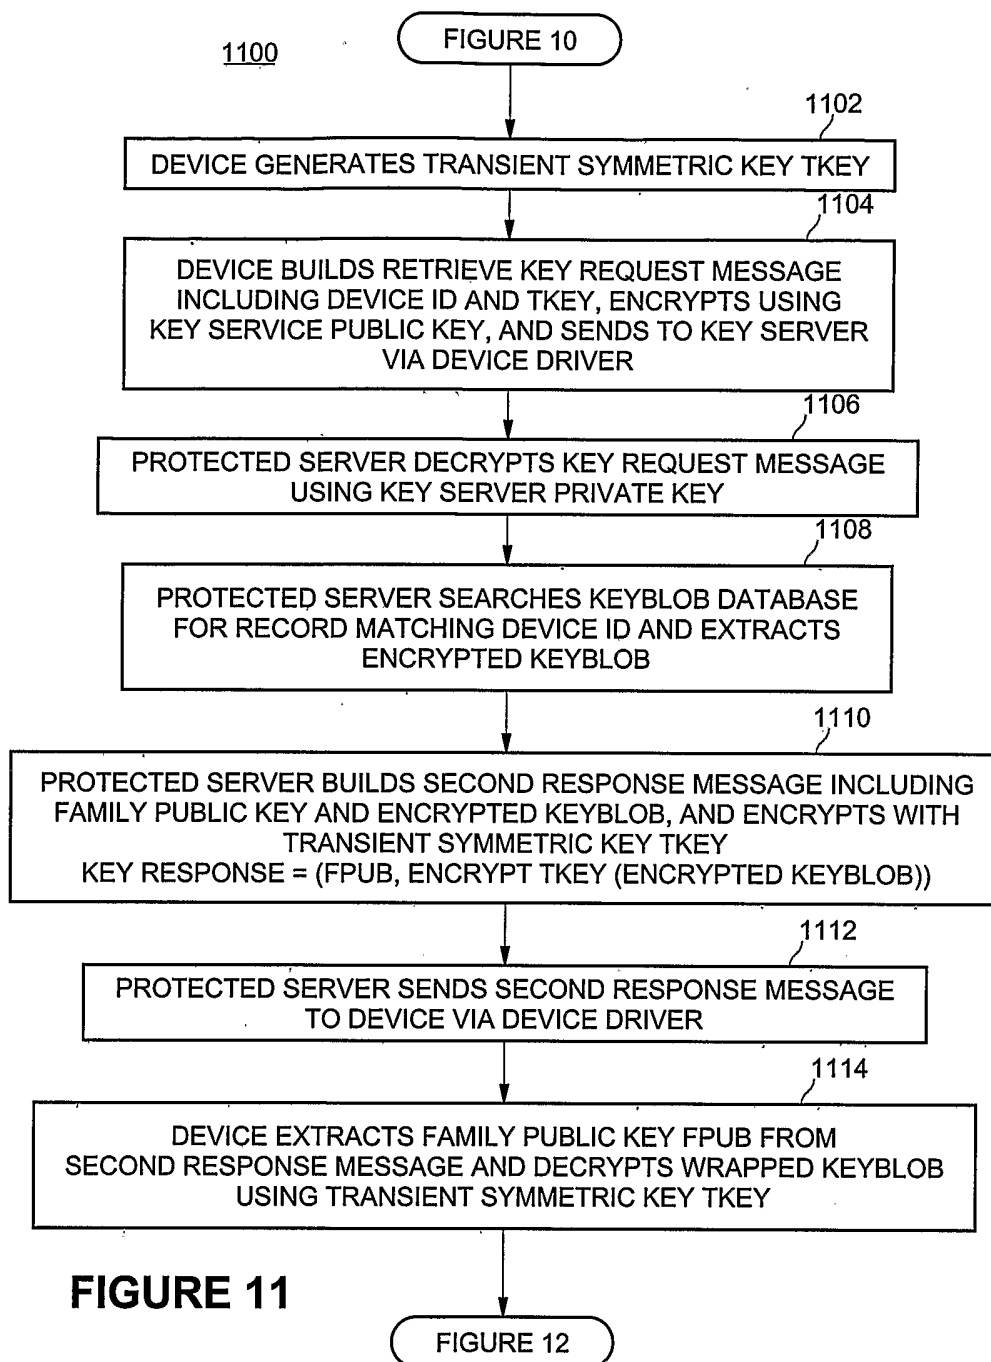 1100
FIGURE 10
1102
DEVICE GENERATES TRANSIENT SYMMETRIC KEY TKEY
1104
DEVICE BUILDS RETRIEVE KEY REQUEST MESSAGE
INCLUDING DEVICE ID AND TKEY, ENCRYPTS USING
KEY SERVICE PUBLIC KEY, AND SENDS TO KEY SERVER
VIA DEVICE DRIVER
1106
PROTECTED SERVER DECRYPTS KEY REQUEST MESSAGE
USING KEY SERVER PRIVATE KEY
1108
PROTECTED SERVER SEARCHES KEYBLOB DATABASE
FOR RECORD MATCHING DEVICE ID AND EXTRACTS
ENCRYPTED KEYBLOB
1110
PROTECTED SERVER BUILDS SECOND RESPONSE MESSAGE INCLUDING
FAMILY PUBLIC KEY AND ENCRYPTED KEYBLOB, AND ENCRYPTS WITH
TRANSIENT SYMMETRIC KEY TKEY
KEY RESPONSE = (FPUB, ENCRYPT TKEY (ENCRYPTED KEYBLOB))
1112
PROTECTED SERVER SENDS SECOND RESPONSE MESSAGE
TO DEVICE VIA DEVICE DRIVER
1114
DEVICE EXTRACTS FAMILY PUBLIC KEY FPUB FROM
SECOND RESPONSE MESSAGE AND DECRYPTS WRAPPED KEYBLOB
USING TRANSIENT SYMMETRIC KEY TKEY
FIGURE 11
FIGURE 12